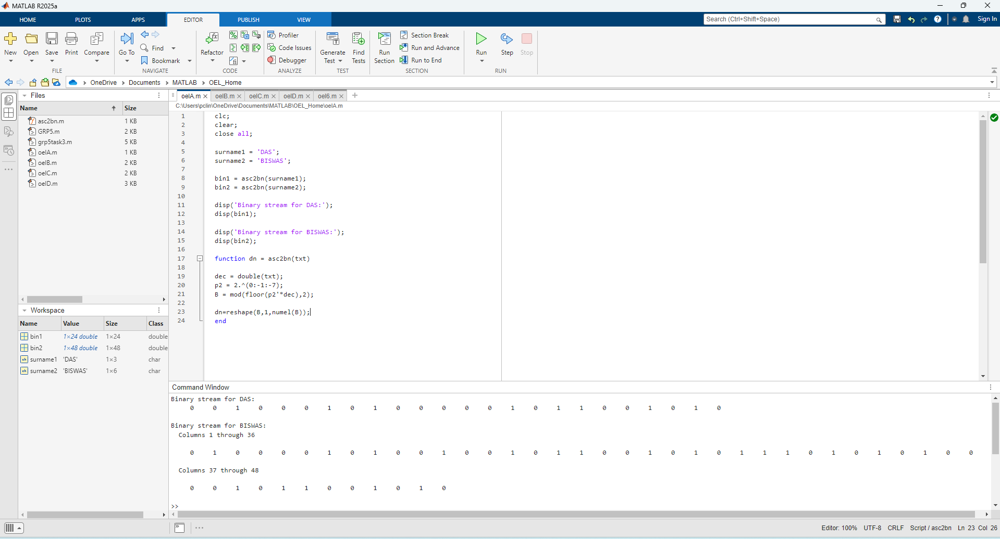 MATLAB R2025a
HOME PLOTS APPS EDITOR PUBLISH VIEW
Search (Ctrl+Shift+Space)
Sign In
New Open Save Print Compare
FILE
Go To Find Bookmark
NAVIGATE
Refactor
CODE
Profiler
Code Issues
Debugger
ANALYZE
Generate Test Find Tests
TEST
Run Section Section Break
Run and Advance
Run to End
SECTION
Run Step Stop
RUN
OneDrive › Documents › MATLAB › OEL_Home
Files
Name Size
asc2bn.m 1 KB
GRP5.m 2 KB
grp5task3.m 5 KB
oelA.m 1 KB
oelB.m 2 KB
oelC.m 2 KB
oelD.m 3 KB
Workspace
Name Value Size Class
bin1 1×24 double 1×24 double
bin2 1×48 double 1×48 double
surname1 'DAS' 1×3 char
surname2 'BISWAS' 1×6 char
oelA.m oelB.m oelC.m oelD.m oel6.m
C:\Users\pclin\OneDrive\Documents\MATLAB\OEL_Home\oelA.m
1 clc;
2 clear;
3 close all;
4
5 surname1 = 'DAS';
6 surname2 = 'BISWAS';
7
8 bin1 = asc2bn(surname1);
9 bin2 = asc2bn(surname2);
10
11 disp('Binary stream for DAS:');
12 disp(bin1);
13
14 disp('Binary stream for BISWAS:');
15 disp(bin2);
16
17 function dn = asc2bn(txt)
18
19 dec = double(txt);
20 p2 = 2.^(0:-1:-7);
21 B = mod(floor(p2'*dec),2);
22
23 dn=reshape(B,1,numel(B));
24 end
Command Window
Binary stream for DAS:
0 0 1 0 0 0 1 0 1 0 0 0 0 0 1 0 1 1 0 0 1 0 1 0
Binary stream for BISWAS:
Columns 1 through 36
0 1 0 0 0 0 1 0 1 0 0 1 0 0 1 0 1 1 0 0 1 0 1 0 1 1 1 0 1 0 1 0 1 0 0
Columns 37 through 48
0 0 1 0 1 1 0 0 1 0 1 0
>>
Editor: 100% UTF-8 CRLF Script / asc2bn Ln 23 Col 26